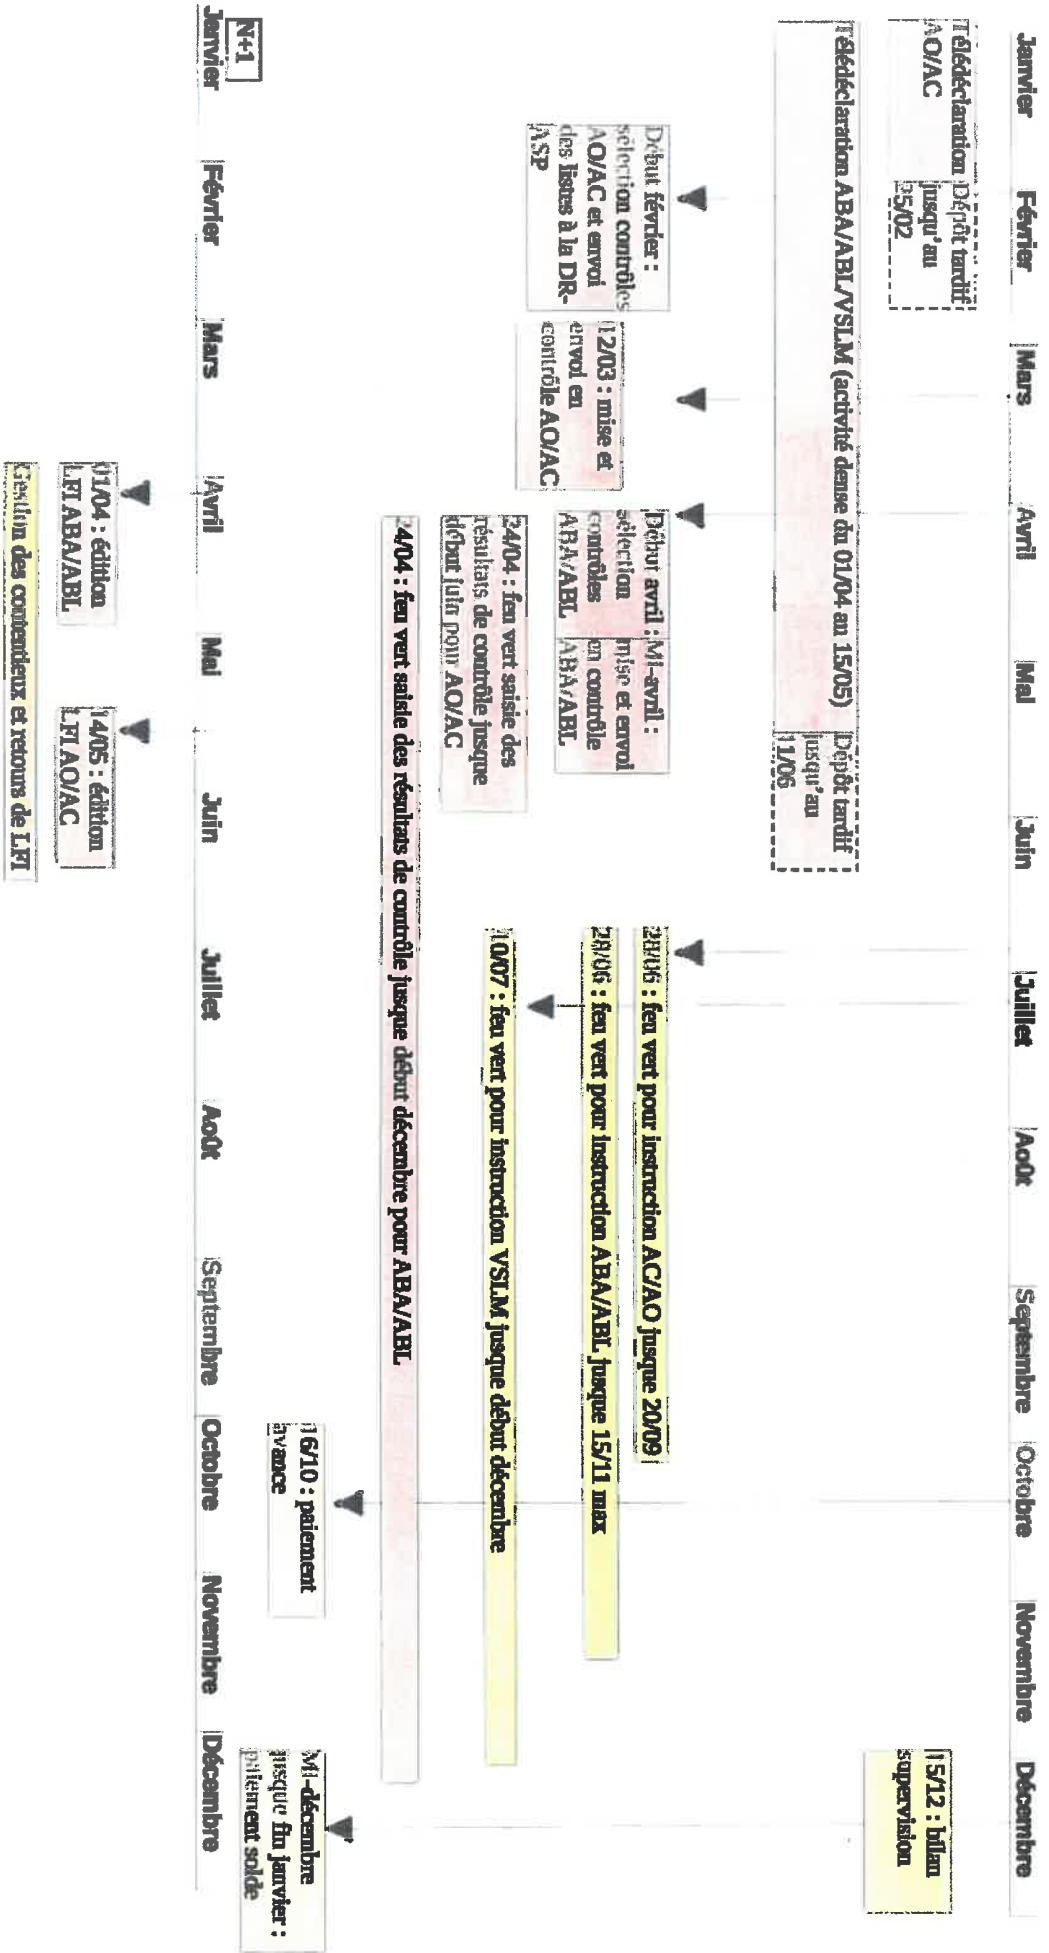 Janvier Février Mars Avril Mai Juin Juillet Août Septembre Octobre Novembre Décembre
Télédéclaration
AO/AC
Dépôt tardif
jusqu'au
25/02
15/12 : bilan
supervision
Télédéclaration ABA/ABL/VSLM (activité dense du 01/04 au 15/05)
Dépôt tardif
jusqu'au
11/06
Début février :
sélection contrôles
AO/AC et envoi
des listes à la DR-
ASP
12/03 : mise et
envoi en
contrôle AO/AC
Début avril :
sélection
contrôles
ABA/ABL
Mi-avril :
mise et envoi
en contrôle
ABA/ABL
28/06 : feu vert pour instruction AC/AO jusque 20/09
28/06 : feu vert pour instruction ABA/ABL jusque 15/11 max
24/04 : feu vert saisie des
résultats de contrôle jusque
début juin pour AO/AC
10/07 : feu vert pour instruction VSLM jusque début décembre
24/04 : feu vert saisie des résultats de contrôle jusque début décembre pour ABA/ABL
16/10 : paiement
avance
Mi-décembre
jusque fin janvier :
paiement solde
N+1
Janvier Février Mars Avril Mai Juin Juillet Août Septembre Octobre Novembre Décembre
01/04 : édition
LFI ABA/ABL
14/05 : édition
LFI AO/AC
Gestion des contentieux et retours de LFI